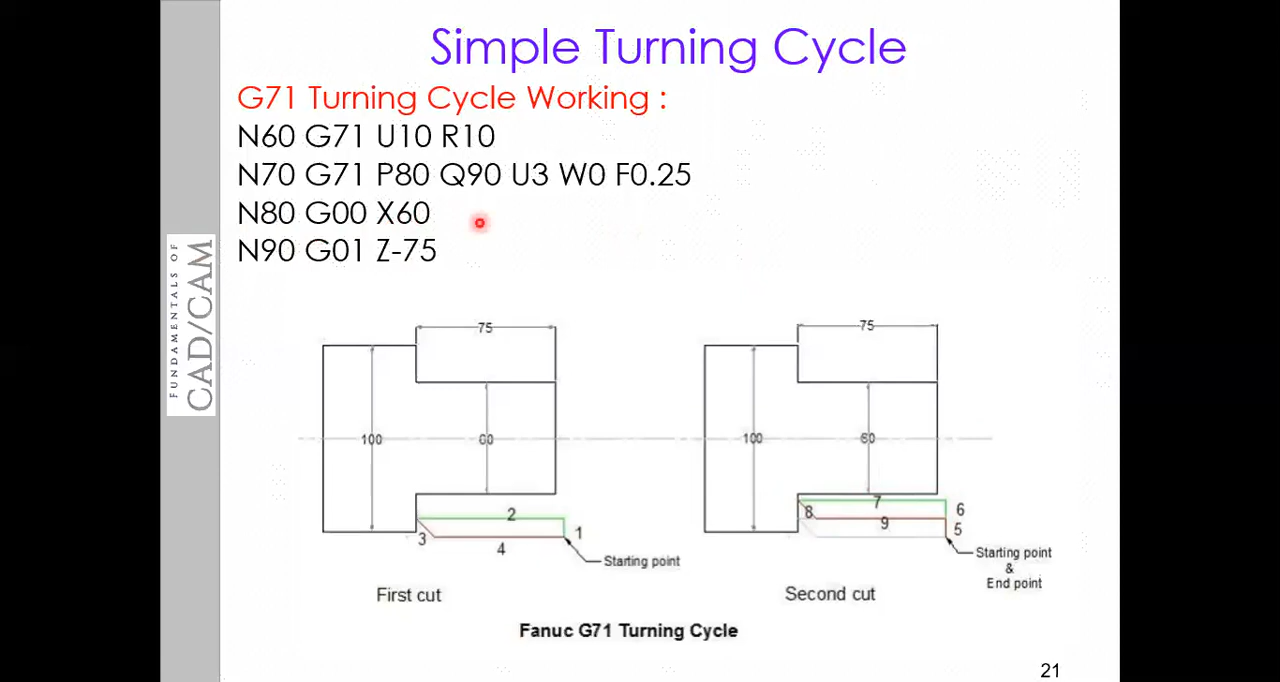 Simple Turning Cycle
G71 Turning Cycle Working :
N60 G71 U10 R10
N70 G71 P80 Q90 U3 W0 F0.25
N80 G00 X60
N90 G01 Z-75
FUNDAMENTALS OF
CAD/CAM
75
100
60
2
1
3
4
Starting point
First cut
75
100
60
7
6
8
9
5
Starting point
&
End point
Second cut
Fanuc G71 Turning Cycle
21